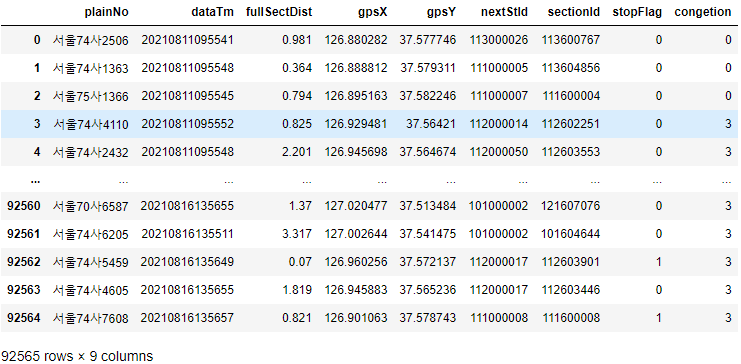 plainNo dataTm fullSectDist gpsX gpsY nextStId sectionId stopFlag congetion
0 서울74사2506 20210811095541 0.981 126.880282 37.577746 113000026 113600767 0 0
1 서울74사1363 20210811095548 0.364 126.888812 37.579311 111000005 113604856 0 0
2 서울75사1366 20210811095545 0.794 126.895163 37.582246 111000007 111600004 0 0
3 서울74사4110 20210811095552 0.825 126.929481 37.56421 112000014 112602251 0 3
4 서울74사2432 20210811095548 2.201 126.945698 37.564674 112000050 112603553 0 3
... ... ... ... ... ... ... ... ... ...
92560 서울70사6587 20210816135655 1.37 127.020477 37.513484 101000002 121607076 0 3
92561 서울74사6205 20210816135511 3.317 127.002644 37.541475 101000002 101604644 0 3
92562 서울74사5459 20210816135649 0.07 126.960256 37.572137 112000017 112603901 1 3
92563 서울74사4605 20210816135655 1.819 126.945883 37.565236 112000017 112603446 0 3
92564 서울74사7608 20210816135657 0.821 126.901063 37.578743 111000008 111600008 1 3
92565 rows × 9 columns